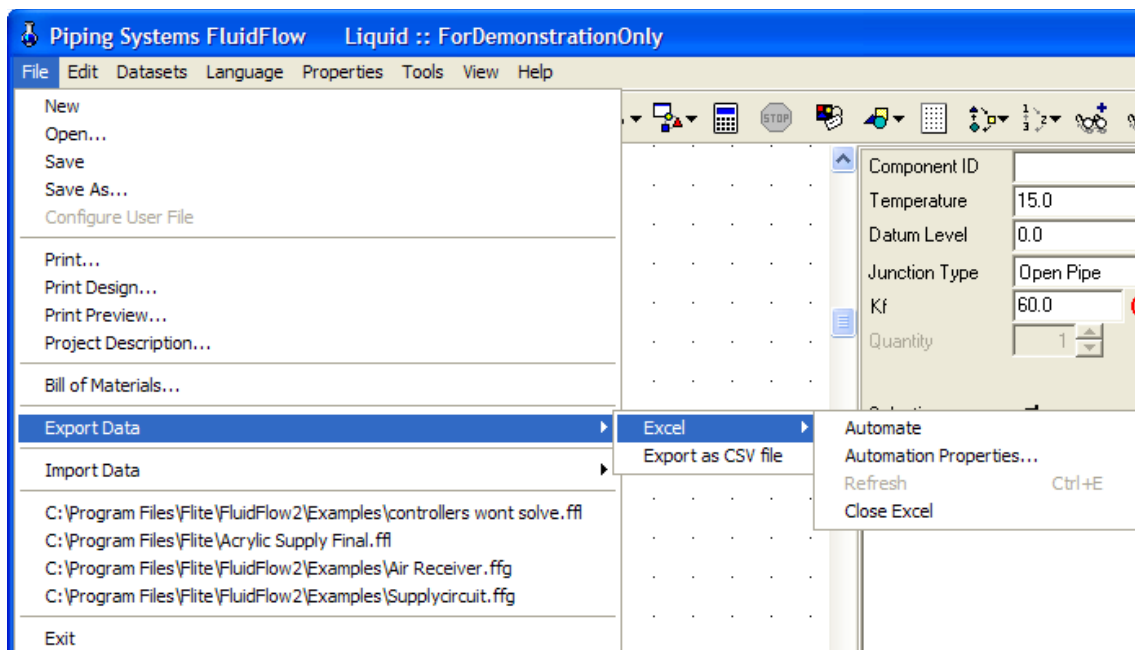 Piping Systems FluidFlow Liquid :: ForDemonstrationOnly
File Edit Datasets Language Properties Tools View Help
STOP
New
Open...
Save
Save As...
Configure User File
Print...
Print Design...
Print Preview...
Project Description...
Bill of Materials...
Export Data
Import Data
C:\Program Files\Flite\FluidFlow2\Examples\controllers wont solve.ffl
C:\Program Files\Flite\Acrylic Supply Final.ffl
C:\Program Files\Flite\FluidFlow2\Examples\Air Receiver.ffg
C:\Program Files\Flite\FluidFlow2\Examples\Supplycircuit.ffg
Exit
Excel
Export as CSV file
Automate
Automation Properties...
Refresh Ctrl+E
Close Excel
Component ID
Temperature 15.0
Datum Level 0.0
Junction Type Open Pipe
Kf 60.0
Quantity 1